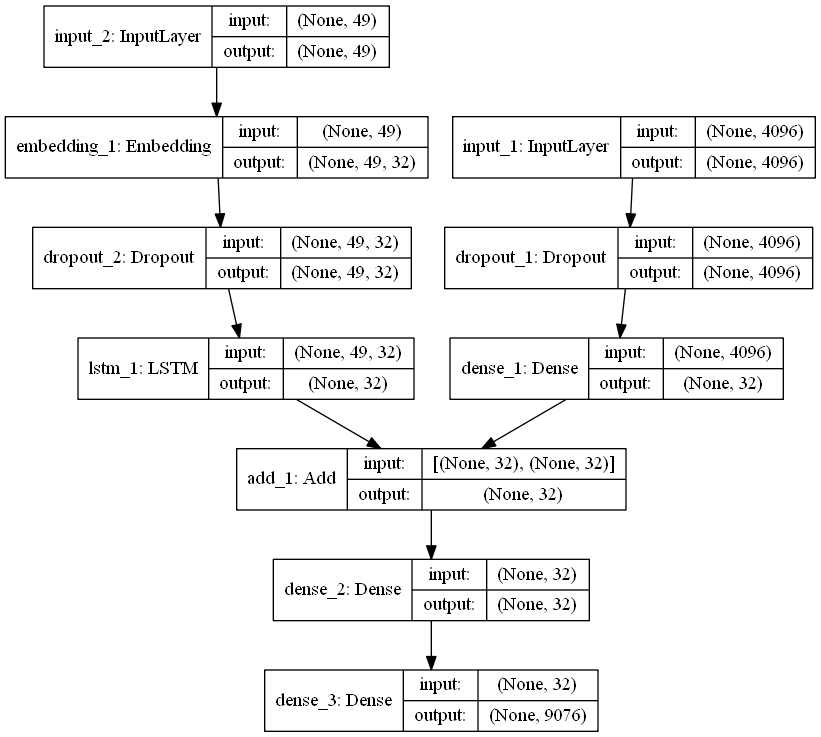 input_2: InputLayer
input: (None, 49)
output: (None, 49)
embedding_1: Embedding
input: (None, 49)
output: (None, 49, 32)
input_1: InputLayer
input: (None, 4096)
output: (None, 4096)
dropout_2: Dropout
input: (None, 49, 32)
output: (None, 49, 32)
dropout_1: Dropout
input: (None, 4096)
output: (None, 4096)
lstm_1: LSTM
input: (None, 49, 32)
output: (None, 32)
dense_1: Dense
input: (None, 4096)
output: (None, 32)
add_1: Add
input: [(None, 32), (None, 32)]
output: (None, 32)
dense_2: Dense
input: (None, 32)
output: (None, 32)
dense_3: Dense
input: (None, 32)
output: (None, 9076)